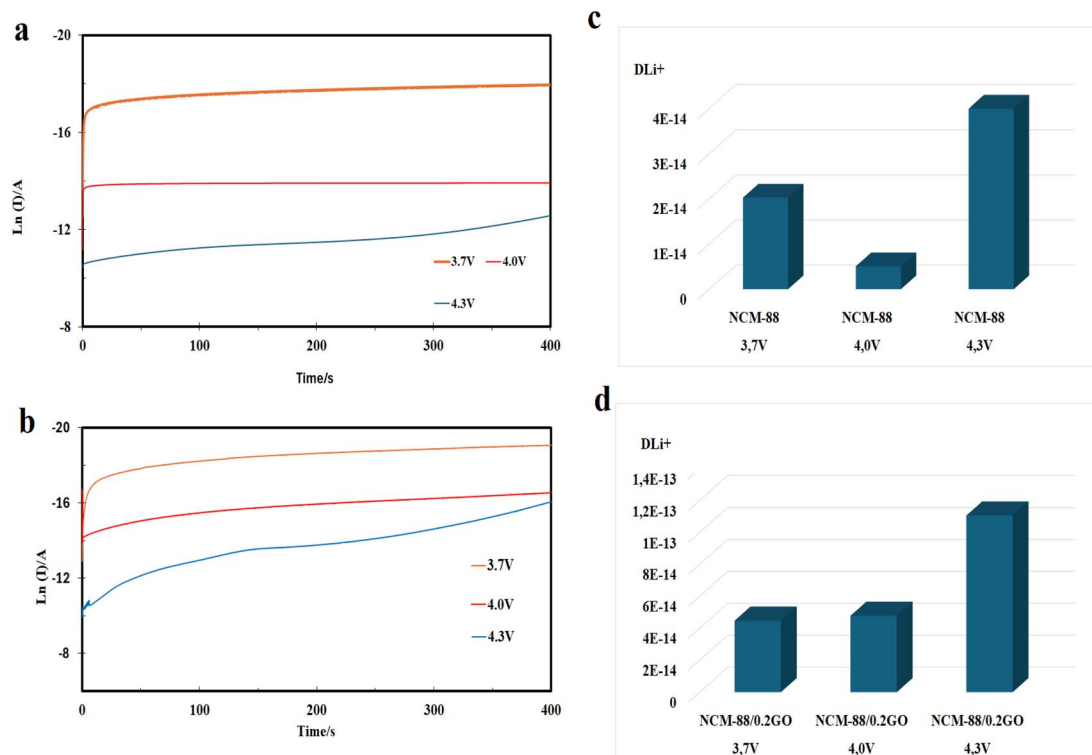 a
-20
-16
-12
-8
Ln (I)/A
3.7V
4.0V
4.3V
0
100
200
300
400
Time/s
b
-20
-16
-12
-8
Ln (I)/A
3.7V
4.0V
4.3V
0
100
200
300
400
Time/s
c
DLi+
4E-14
3E-14
2E-14
1E-14
0
NCM-88 NCM-88 NCM-88
3,7V 4,0V 4,3V
d
DLi+
1,4E-13
1,2E-13
1E-13
8E-14
6E-14
4E-14
2E-14
0
NCM-88/0.2GO NCM-88/0.2GO NCM-88/0.2GO
3,7V 4,0V 4,3V